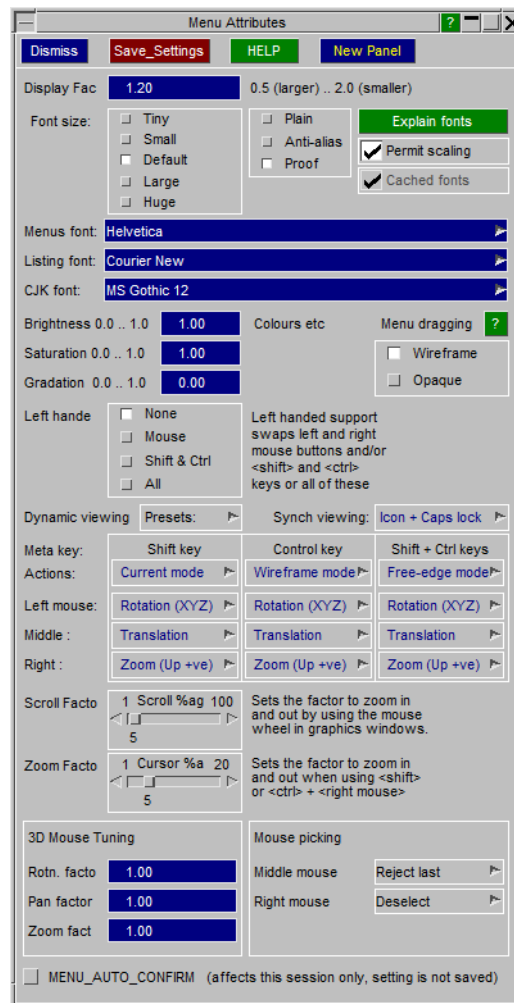 Menu Attributes ?
Dismiss Save_Settings HELP New Panel
Display Fac 1.20 0.5 (larger) .. 2.0 (smaller)
Font size: Tiny Plain Explain fonts
Small Anti-alias Permit scaling
Default Proof Cached fonts
Large
Huge
Menus font: Helvetica
Listing font: Courier New
CJK font: MS Gothic 12
Brightness 0.0 .. 1.0 1.00 Colours etc Menu dragging ?
Saturation 0.0 .. 1.0 1.00 Wireframe
Gradation 0.0 .. 1.0 0.00 Opaque
Left hande None Left handed support
Mouse swaps left and right
Shift & Ctrl mouse buttons and/or
All <shift> and <ctrl>
keys or all of these
Dynamic viewing Presets: Synch viewing: Icon + Caps lock
Meta key: Shift key Control key Shift + Ctrl keys
Actions: Current mode Wireframe mode Free-edge mode
Left mouse: Rotation (XYZ) Rotation (XYZ) Rotation (XYZ)
Middle : Translation Translation Translation
Right : Zoom (Up +ve) Zoom (Up +ve) Zoom (Up +ve)
Scroll Facto 1 Scroll %ag 100 Sets the factor to zoom in
and out by using the mouse
5 wheel in graphics windows.
Zoom Facto 1 Cursor %a 20 Sets the factor to zoom in
and out when using <shift>
5 or <ctrl> + <right mouse>
3D Mouse Tuning Mouse picking
Rotn. facto 1.00 Middle mouse Reject last
Pan factor 1.00 Right mouse Deselect
Zoom fact 1.00
MENU_AUTO_CONFIRM (affects this session only, setting is not saved)